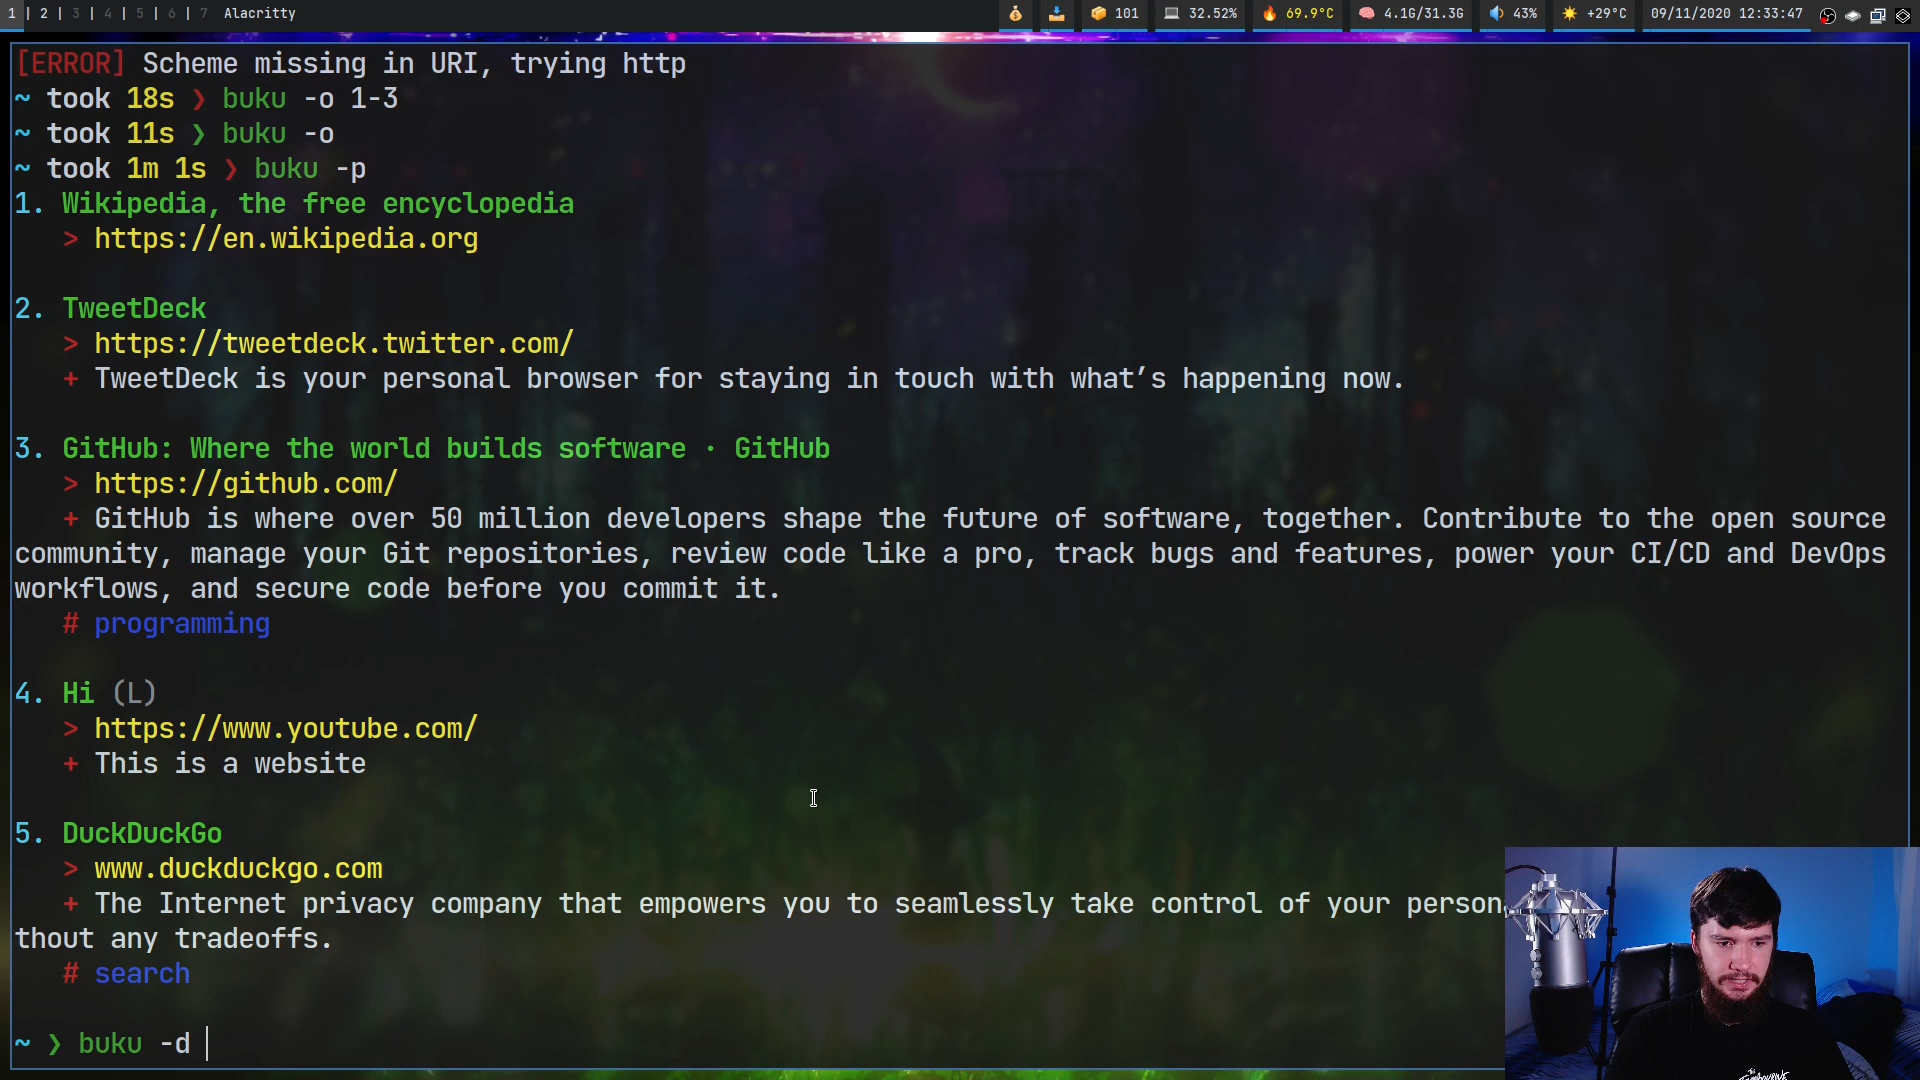 1 | 2 | 3 | 4 | 5 | 6 | 7 Alacritty 101 32.52% 69.9°C 4.1G/31.3G 43% +29°C 09/11/2020 12:33:47
[ERROR] Scheme missing in URI, trying http
~ took 18s ❯ buku -o 1-3
~ took 11s ❯ buku -o
~ took 1m 1s ❯ buku -p
1. Wikipedia, the free encyclopedia
> https://en.wikipedia.org
2. TweetDeck
> https://tweetdeck.twitter.com/
+ TweetDeck is your personal browser for staying in touch with what’s happening now.
3. GitHub: Where the world builds software · GitHub
> https://github.com/
+ GitHub is where over 50 million developers shape the future of software, together. Contribute to the open source
community, manage your Git repositories, review code like a pro, track bugs and features, power your CI/CD and DevOps
workflows, and secure code before you commit it.
# programming
4. Hi (L)
> https://www.youtube.com/
+ This is a website
5. DuckDuckGo
> www.duckduckgo.com
+ The Internet privacy company that empowers you to seamlessly take control of your person
thout any tradeoffs.
# search
~ ❯ buku -d